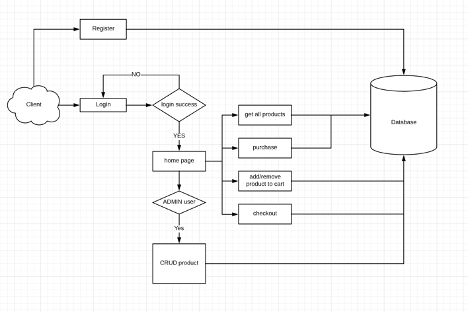 Register
NO
Client
Login
login success
get all products
Database
YES
purchase
home page
add/remove
product to cart
ADMIN user
checkout
Yes
CRUD product